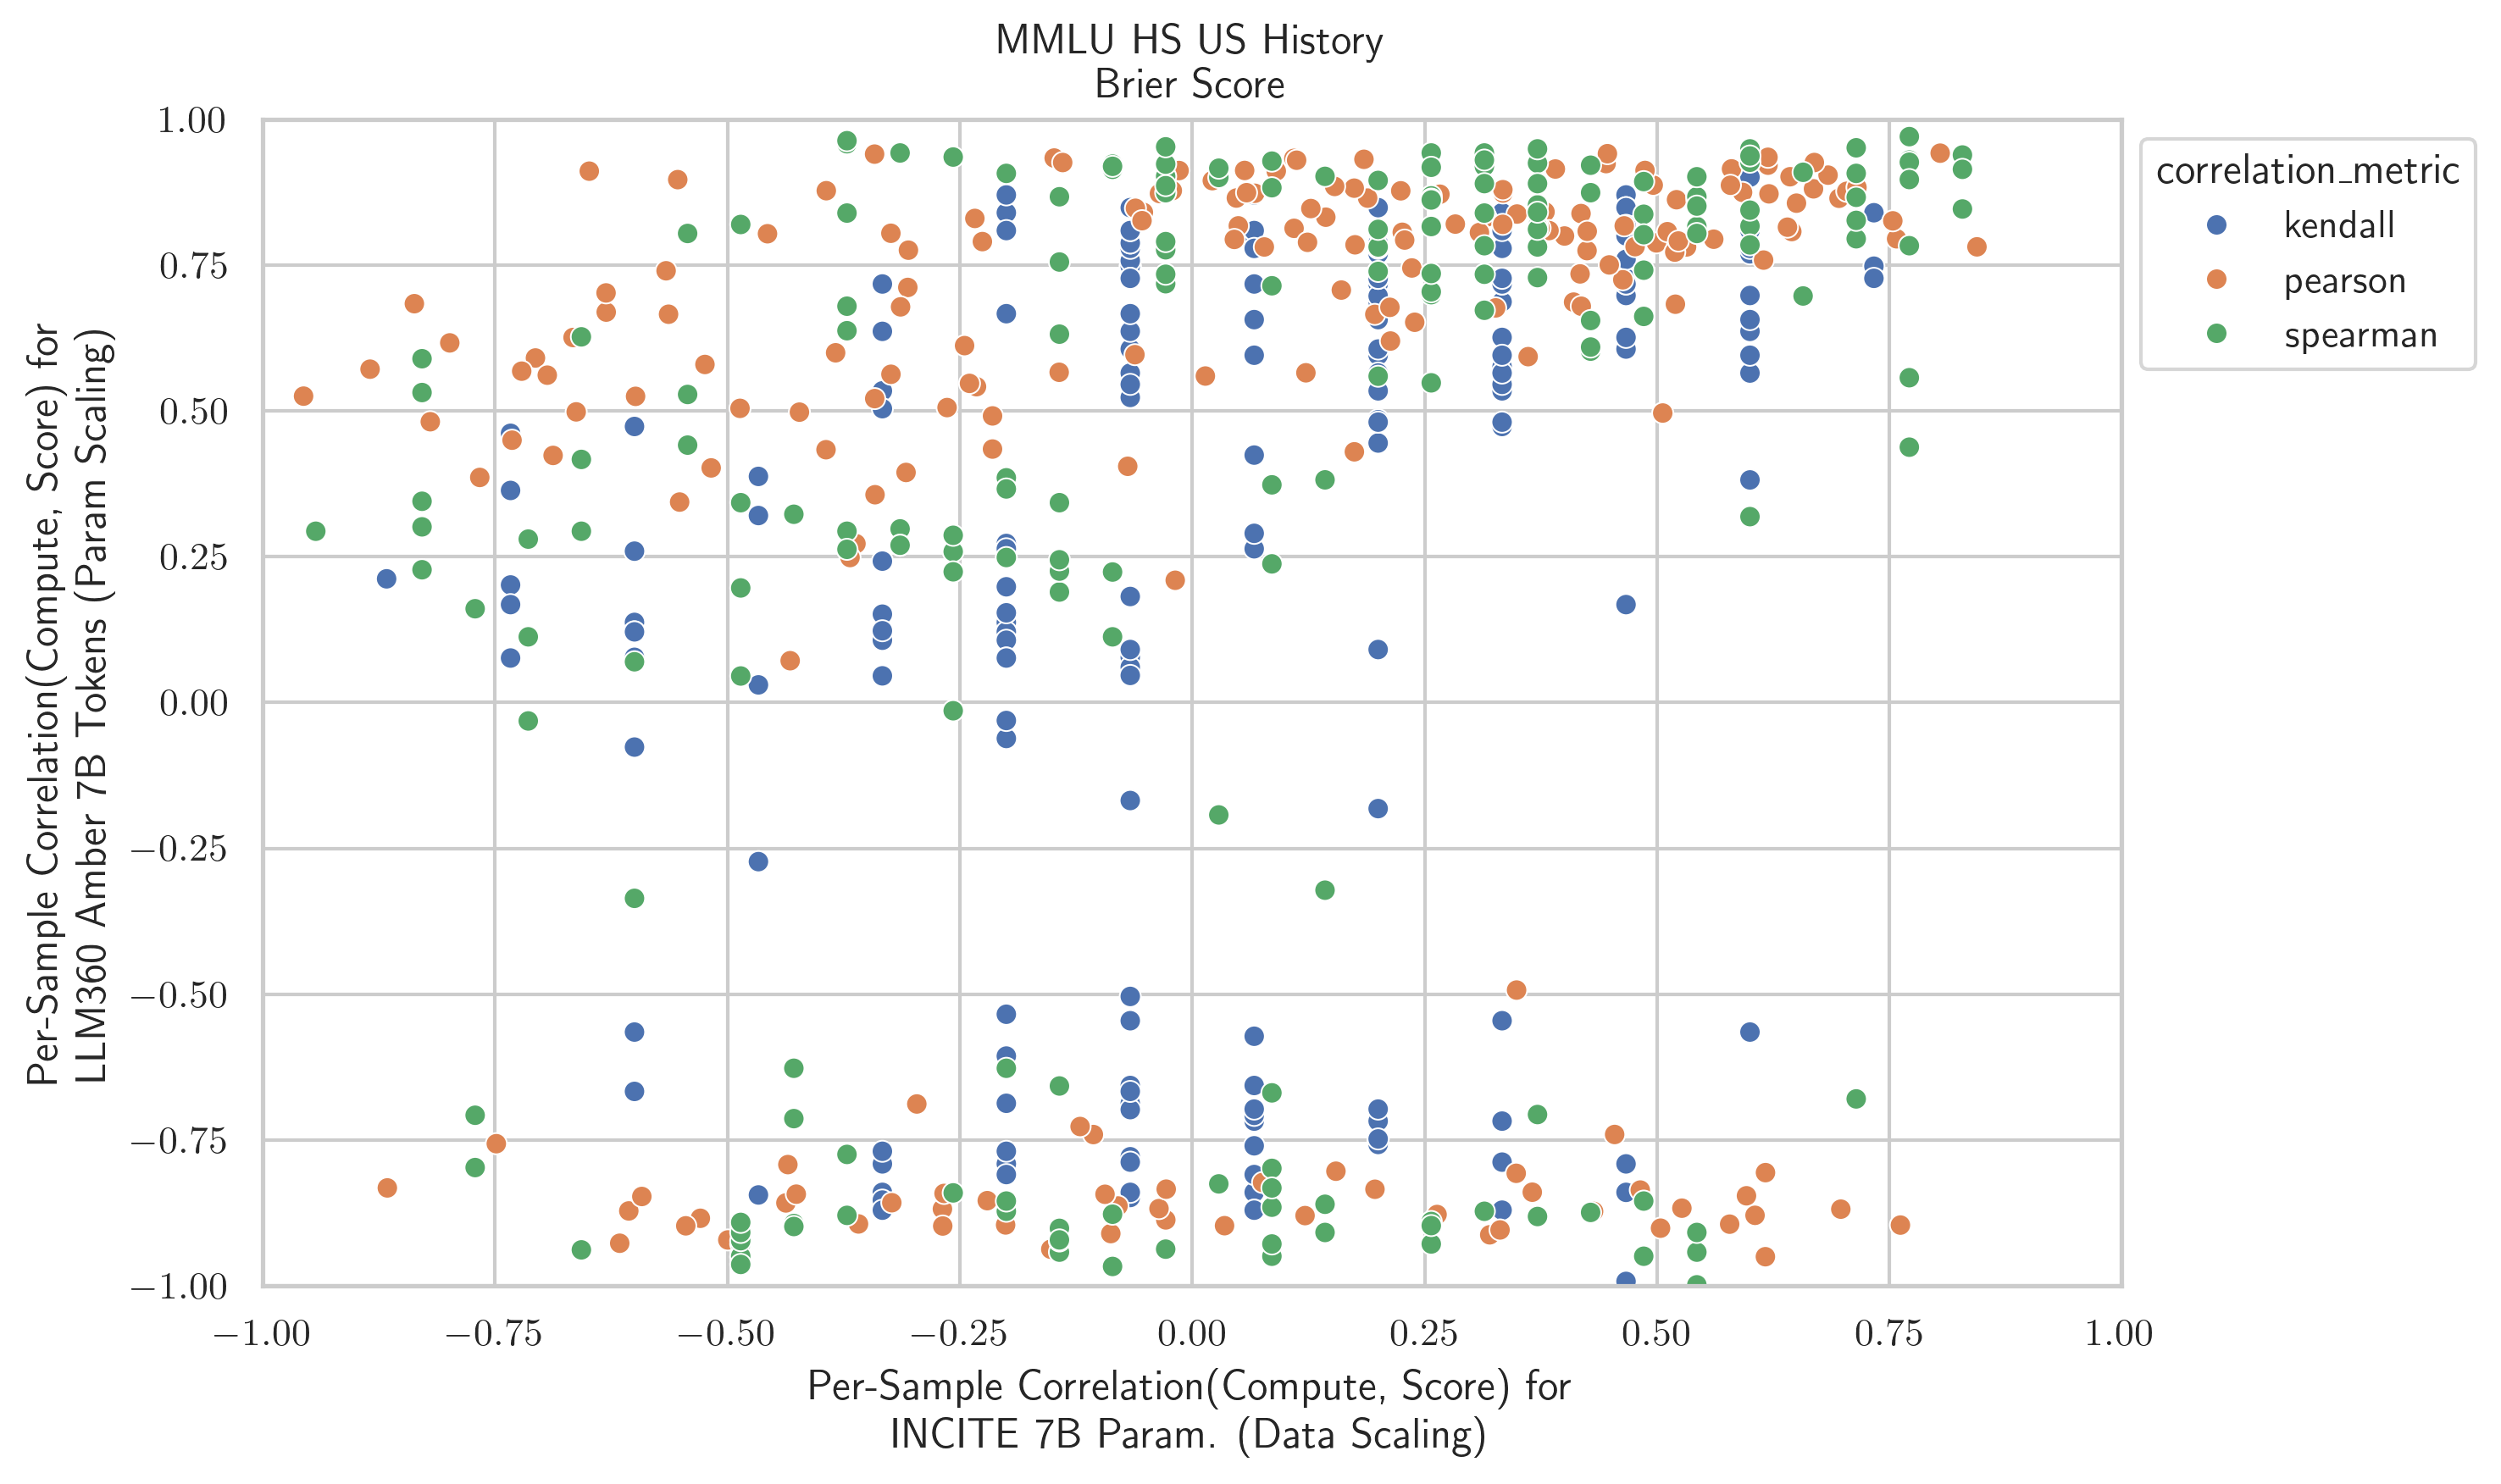 MMLU HS US History
Brier Score
Per-Sample Correlation(Compute, Score) for
LLM360 Amber 7B Tokens (Param Scaling)
1.00
0.75
0.50
0.25
0.00
−0.25
−0.50
−0.75
−1.00
−1.00 −0.75 −0.50 −0.25 0.00 0.25 0.50 0.75 1.00
Per-Sample Correlation(Compute, Score) for
INCITE 7B Param. (Data Scaling)
correlation_metric
kendall
pearson
spearman